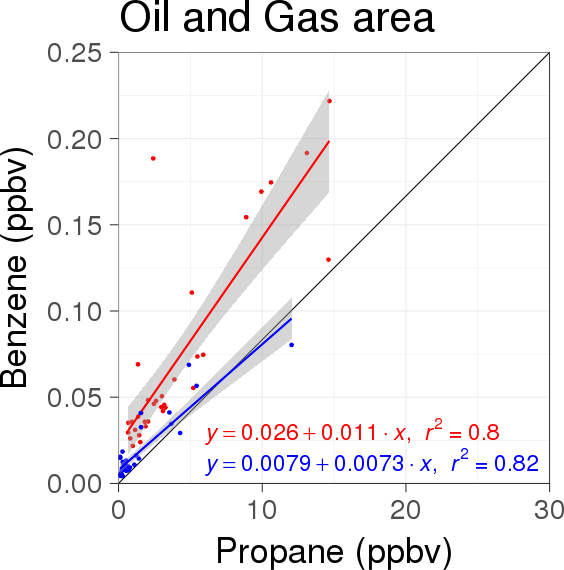 Oil and Gas area
Benzene (ppbv)
0.25
0.20
0.15
0.10
0.05
0.00
y = 0.026 + 0.011 · x, r² = 0.8
y = 0.0079 + 0.0073 · x, r² = 0.82
0 10 20 30
Propane (ppbv)